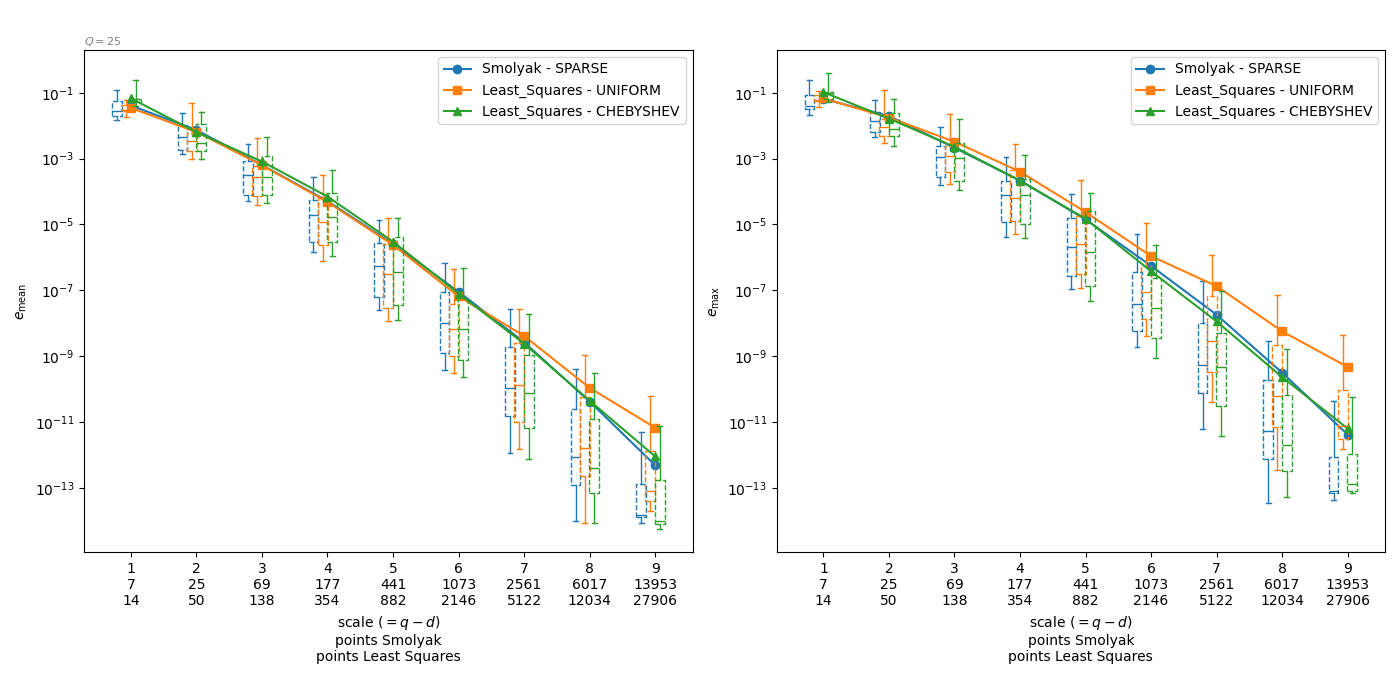 Q = 25
Smolyak - SPARSE
Least_Squares - UNIFORM
Least_Squares - CHEBYSHEV
e_mean
10^−1
10^−3
10^−5
10^−7
10^−9
10^−11
10^−13
1 2 3 4 5 6 7 8 9
7 25 69 177 441 1073 2561 6017 13953
14 50 138 354 882 2146 5122 12034 27906
scale (= q − d)
points Smolyak
points Least Squares
Smolyak - SPARSE
Least_Squares - UNIFORM
Least_Squares - CHEBYSHEV
e_max
10^−1
10^−3
10^−5
10^−7
10^−9
10^−11
10^−13
1 2 3 4 5 6 7 8 9
7 25 69 177 441 1073 2561 6017 13953
14 50 138 354 882 2146 5122 12034 27906
scale (= q − d)
points Smolyak
points Least Squares